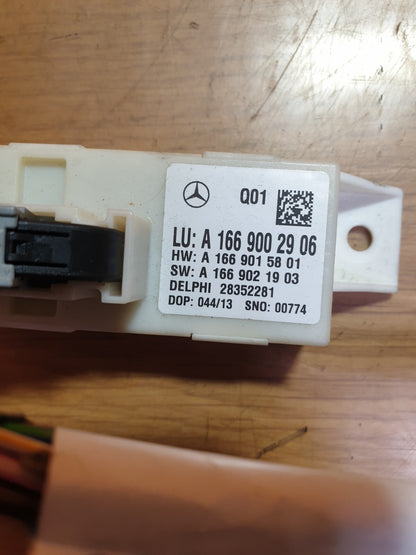 Q01
LU: A 166 900 29 06
HW: A 166 901 58 01
SW: A 166 902 19 03
DELPHI 28352281
DOP: 044/13 SNO: 00774